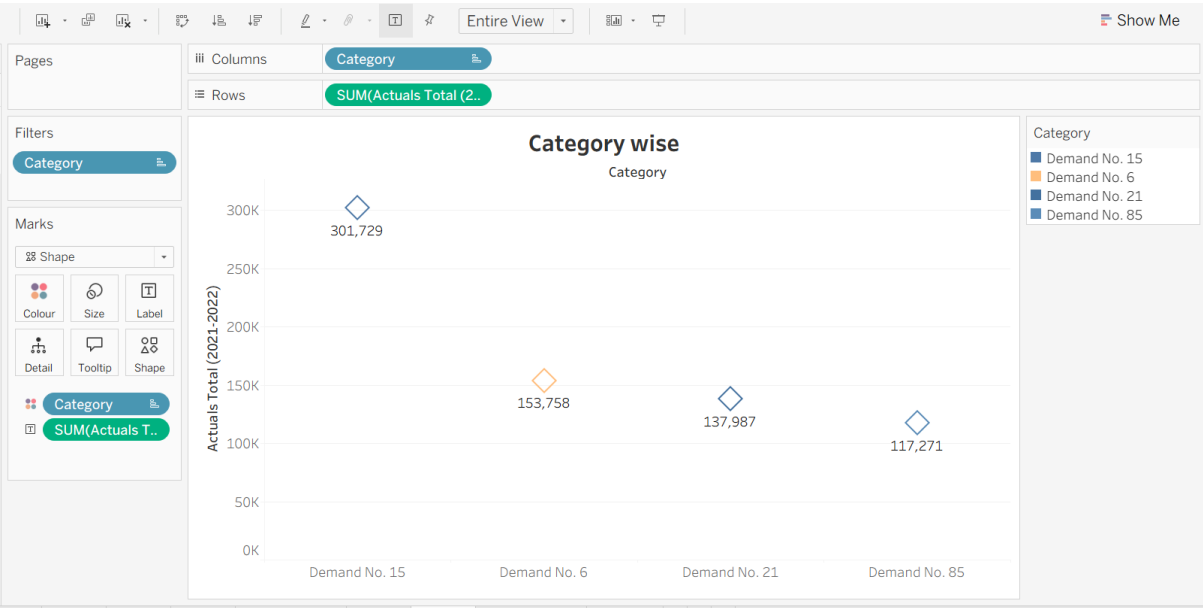 Entire View
Show Me
Pages
Columns
Category
Rows
SUM(Actuals Total (2..
Filters
Category
Marks
Shape
Colour
Size
Label
Detail
Tooltip
Shape
Category
SUM(Actuals T..
Category wise
Category
Actuals Total (2021-2022)
300K
250K
200K
150K
100K
50K
0K
301,729
153,758
137,987
117,271
Demand No. 15
Demand No. 6
Demand No. 21
Demand No. 85
Category
Demand No. 15
Demand No. 6
Demand No. 21
Demand No. 85